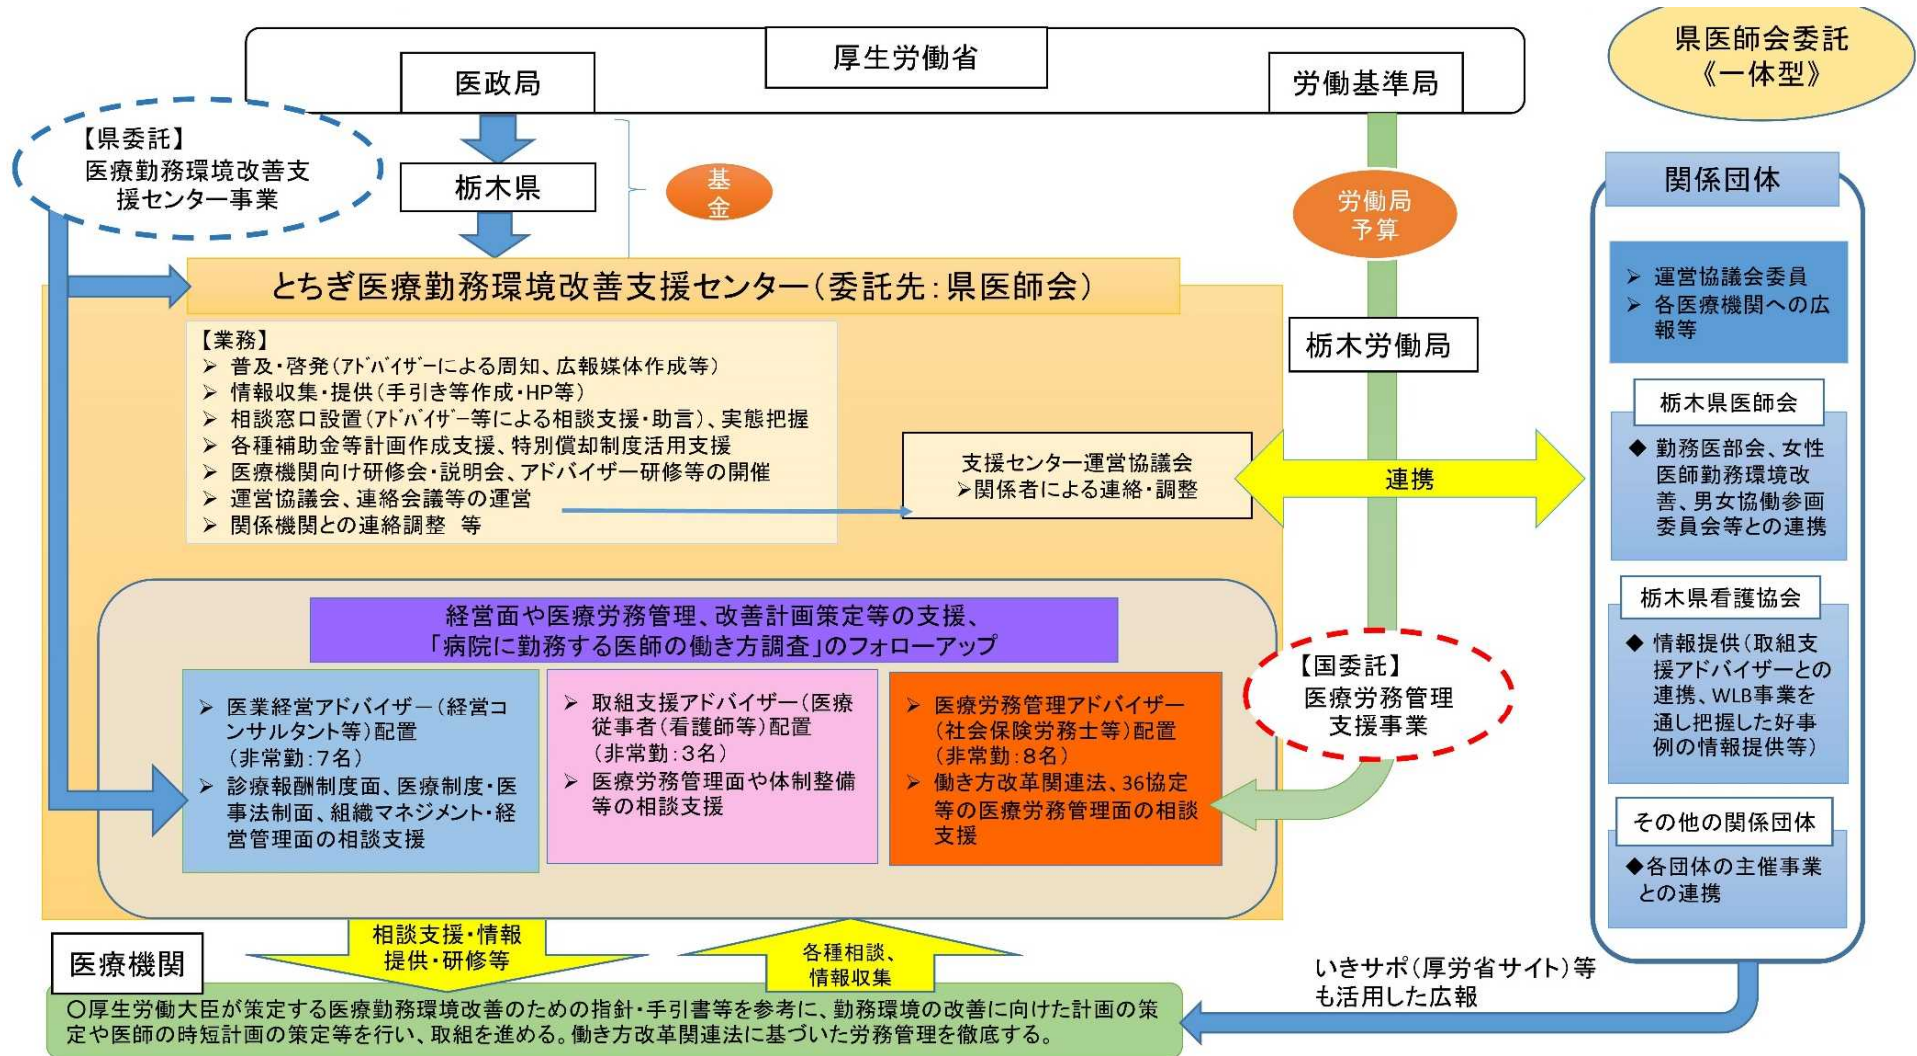 厚生労働省
医政局
労働基準局
県医師会委託
《一体型》
【県委託】
医療勤務環境改善支
援センター事業
栃木県
基
金
労働局
予算
とちぎ医療勤務環境改善支援センター（委託先：県医師会）
【業務】
➢ 普及・啓発（ｱﾄﾞﾊﾞｲｻﾞｰによる周知、広報媒体作成等）
➢ 情報収集・提供（手引き等作成・HP等）
➢ 相談窓口設置（ｱﾄﾞﾊﾞｲｻﾞｰ等による相談支援・助言）、実態把握
➢ 各種補助金等計画作成支援、特別償却制度活用支援
➢ 医療機関向け研修会・説明会、アドバイザー研修等の開催
➢ 運営協議会、連絡会議等の運営
➢ 関係機関との連絡調整　等
支援センター運営協議会
➢関係者による連絡・調整
栃木労働局
連携
経営面や医療労務管理、改善計画策定等の支援、
「病院に勤務する医師の働き方調査」のフォローアップ
➢ 医業経営アドバイザー（経営コ
ンサルタント等）配置
（非常勤：７名）
➢ 診療報酬制度面、医療制度・医
事法制面、組織マネジメント・経
営管理面の相談支援
➢ 取組支援アドバイザー（医療
従事者（看護師等）配置
（非常勤：３名）
➢ 医療労務管理面や体制整備
等の相談支援
➢ 医療労務管理アドバイザー
（社会保険労務士等）配置
（非常勤：８名）
➢ 働き方改革関連法、36協定
等の医療労務管理面の相談
支援
【国委託】
医療労務管理
支援事業
関係団体
➢ 運営協議会委員
➢ 各医療機関への広
報等
栃木県医師会
◆ 勤務医部会、女性
医師勤務環境改
善、男女協働参画
委員会等との連携
栃木県看護協会
◆ 情報提供（取組支
援アドバイザーとの
連携、WLB事業を
通し把握した好事
例の情報提供等）
その他の関係団体
◆各団体の主催事業
との連携
医療機関
相談支援・情報
提供・研修等
各種相談、
情報収集
いきサポ（厚労省サイト）等
も活用した広報
〇厚生労働大臣が策定する医療勤務環境改善のための指針・手引書等を参考に、勤務環境の改善に向けた計画の策
定や医師の時短計画の策定等を行い、取組を進める。働き方改革関連法に基づいた労務管理を徹底する。